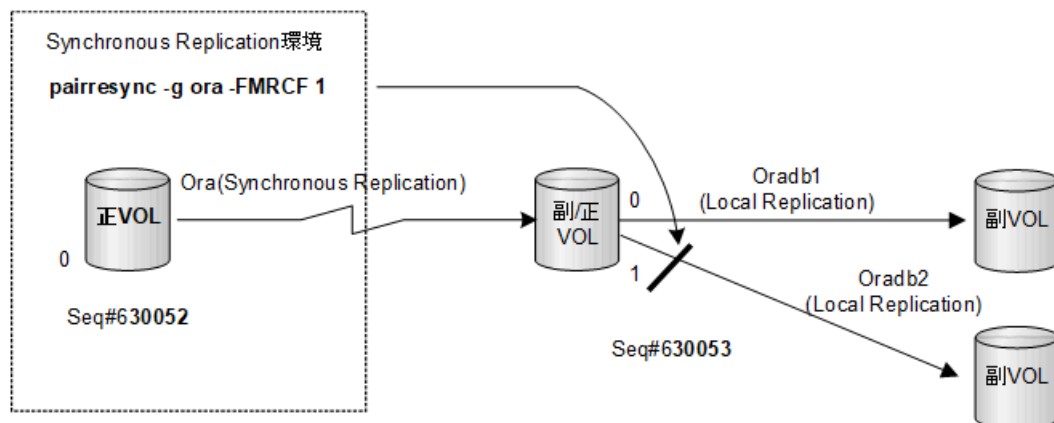 Synchronous Replication環境
pairresync -g ora -FMRCF 1
Ora(Synchronous Replication)
正VOL
0
Seq#630052
副/正
VOL
0
1
Seq#630053
Oradb1
(Local Replication)
副VOL
Oradb2
(Local Replication)
副VOL